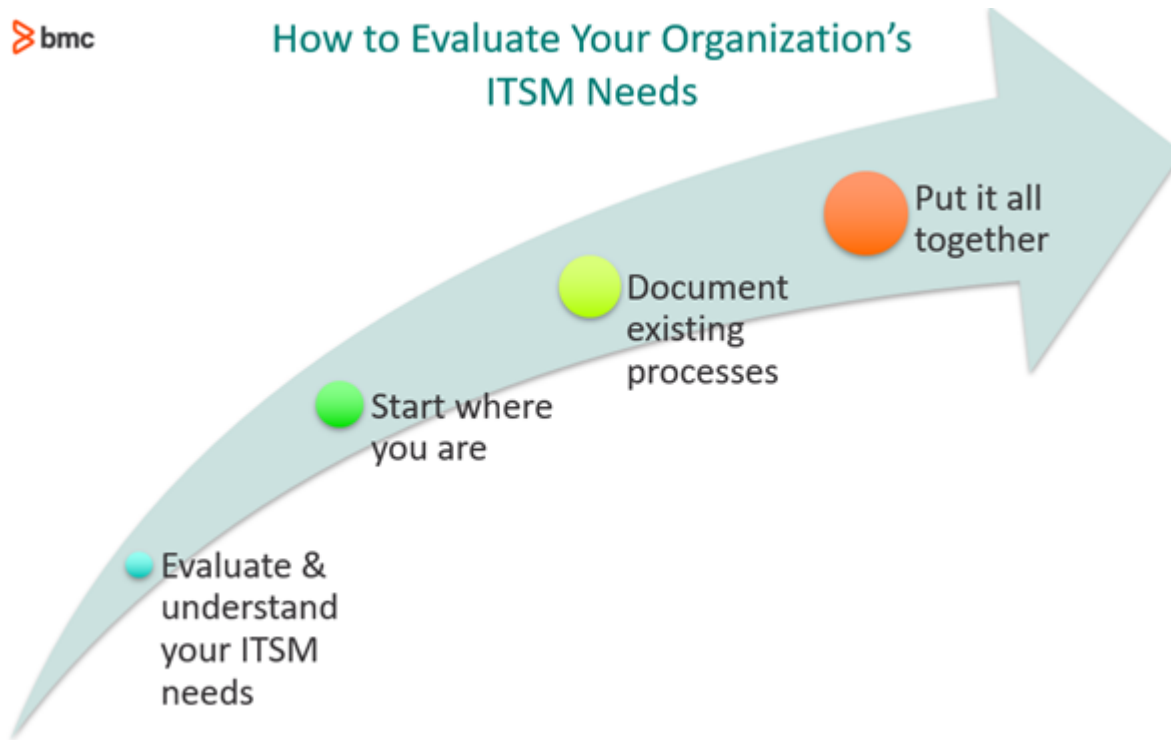 bmc
How to Evaluate Your Organization's
ITSM Needs
Put it all
together
Document
existing
processes
Start where
you are
Evaluate &
understand
your ITSM
needs